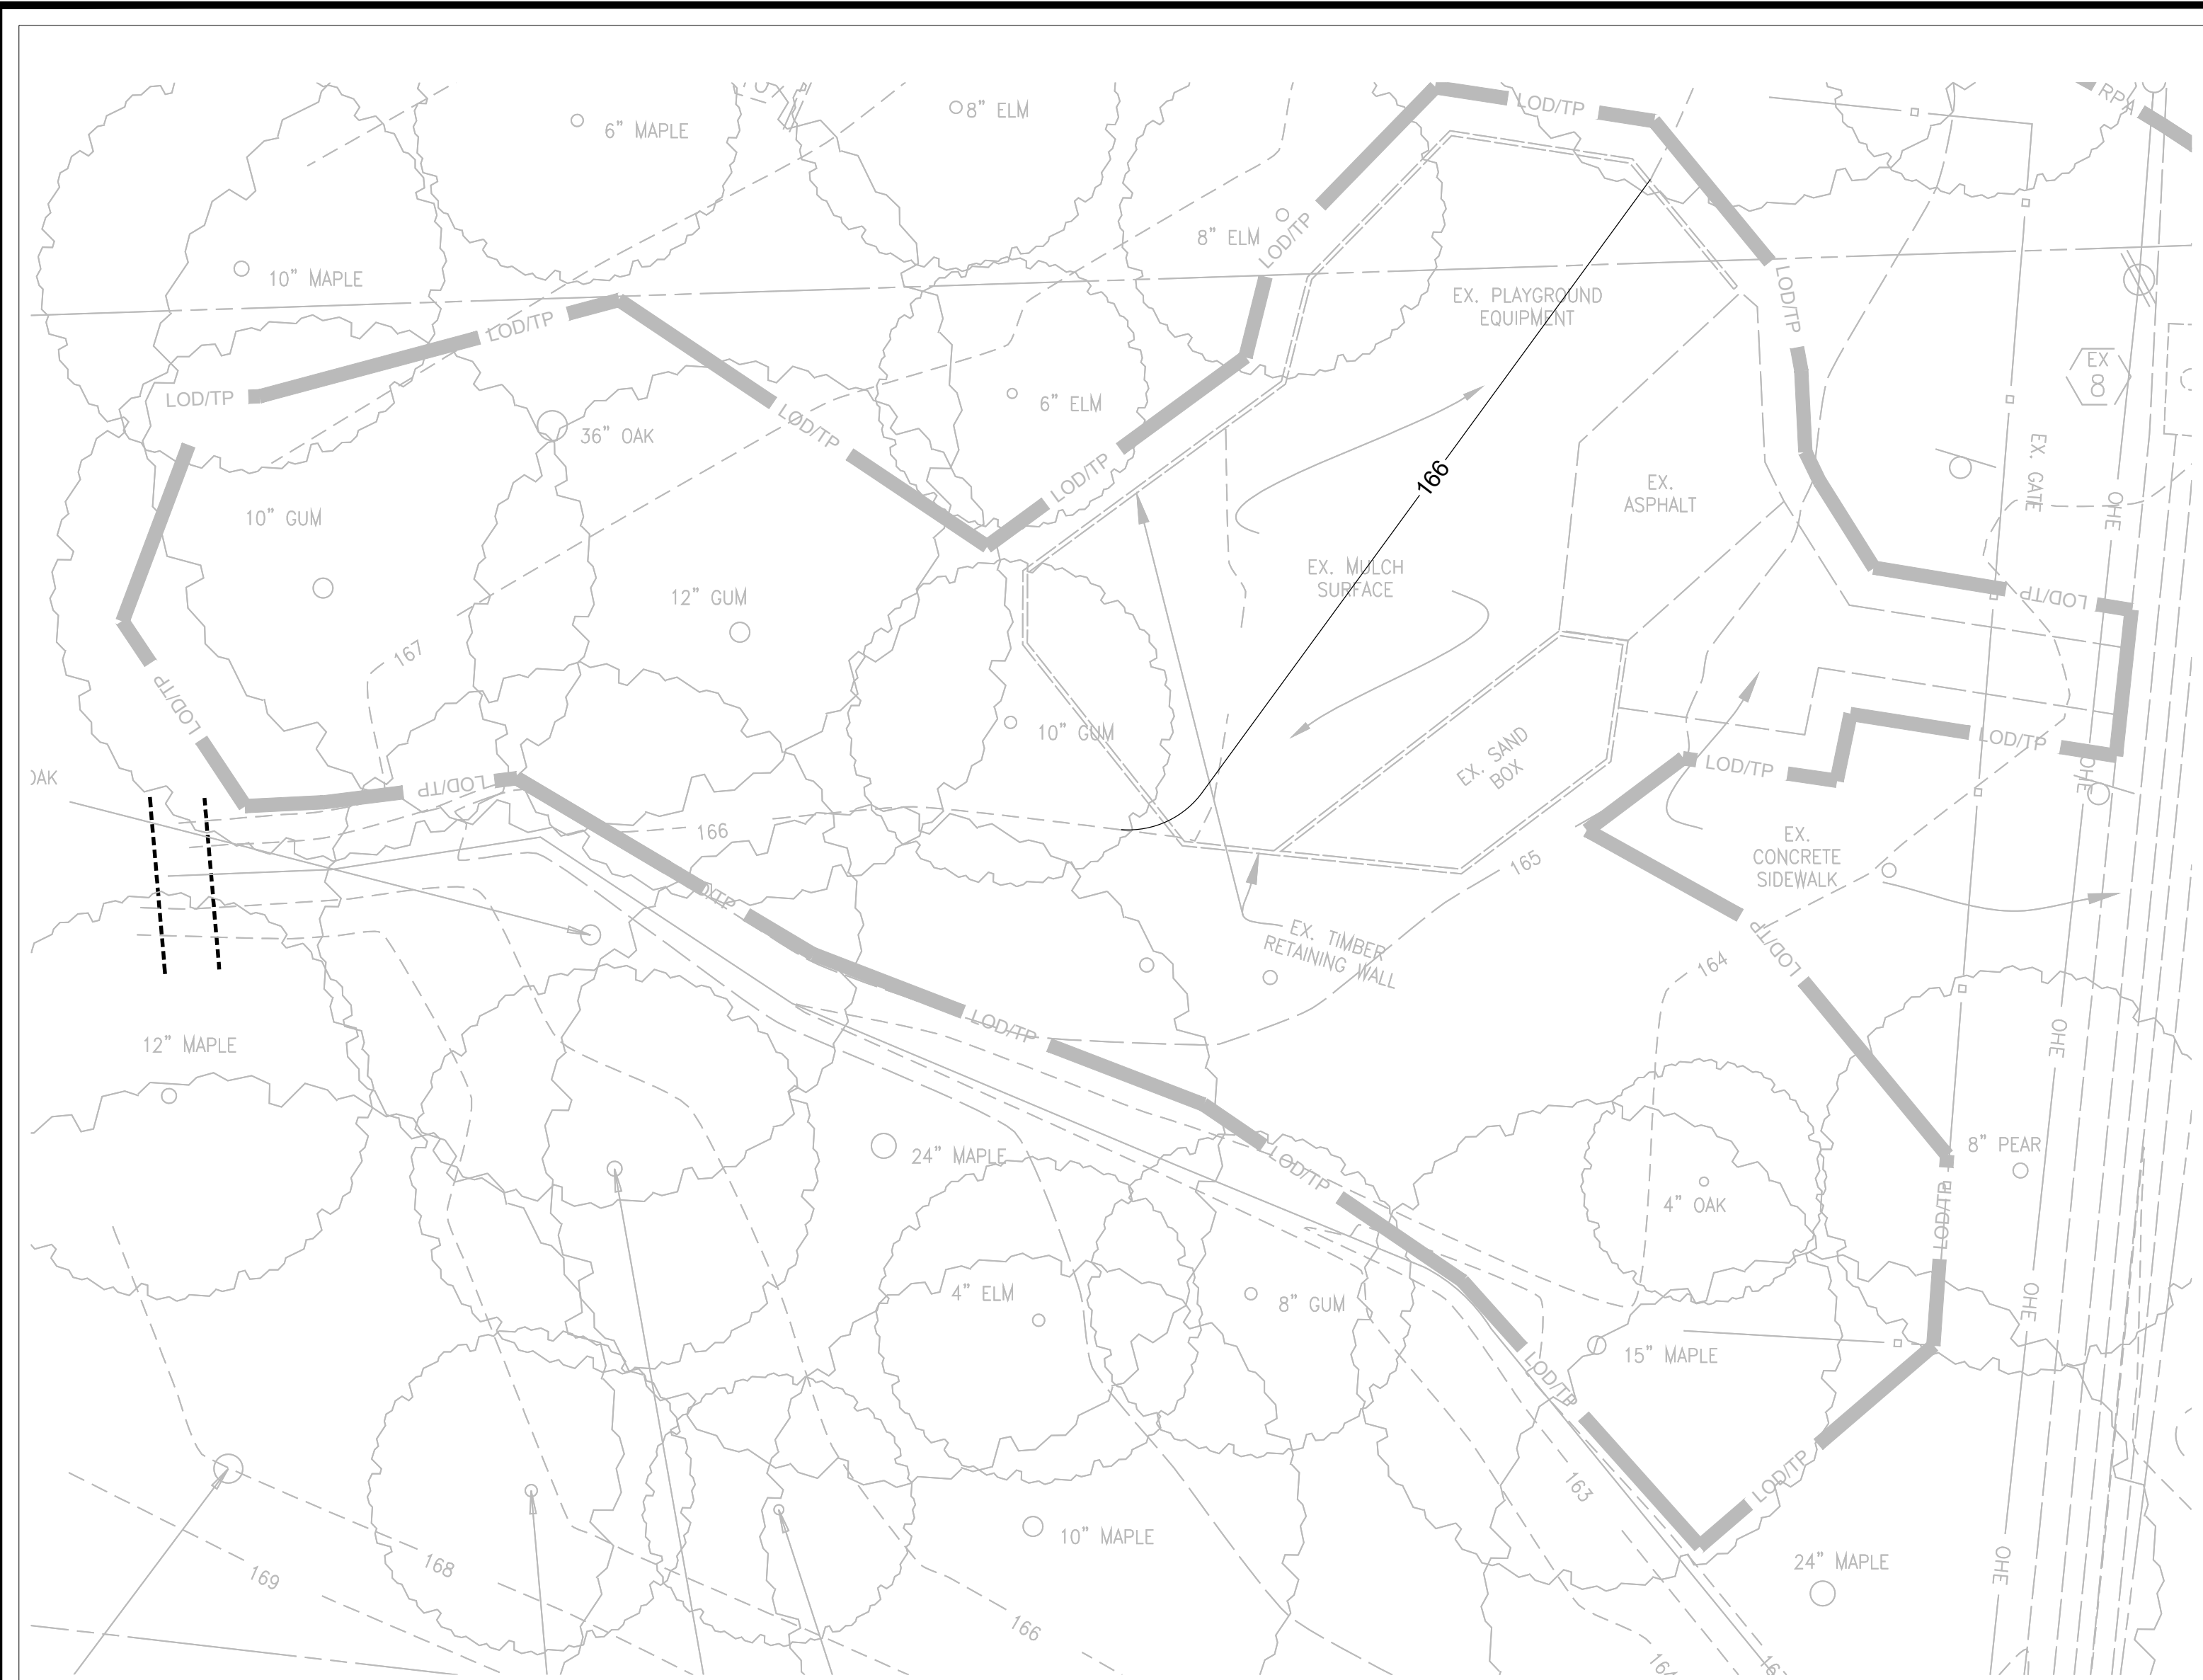 LOD/TP
RPA
6" MAPLE
8" ELM
8" ELM
LOD/TP
10" MAPLE
LOD/TP
LOD/TP
EX. PLAYGROUND
EQUIPMENT
EX
8
LOD/TP
36" OAK
LOD/TP
6" ELM
LOD/TP
166
EX.
ASPHALT
EX. GATE
OHE
10" GUM
12" GUM
EX. MULCH
SURFACE
LOD/TP
167
LOD/TP
10" GUM
EX. SAND
BOX
LOD/TP
LOD/TP
OHE
LOD/TP
166
165
EX.
CONCRETE
SIDEWALK
EX. TIMBER
RETAINING WALL
LOD/TP
164
LOD/TP
12" MAPLE
OHE
24" MAPLE
LOD/TP
4" OAK
8" PEAR
LOD/TP
4" ELM
8" GUM
OHE
15" MAPLE
LOD/TP
LOD/TP
163
10" MAPLE
24" MAPLE
OHE
169
168
166